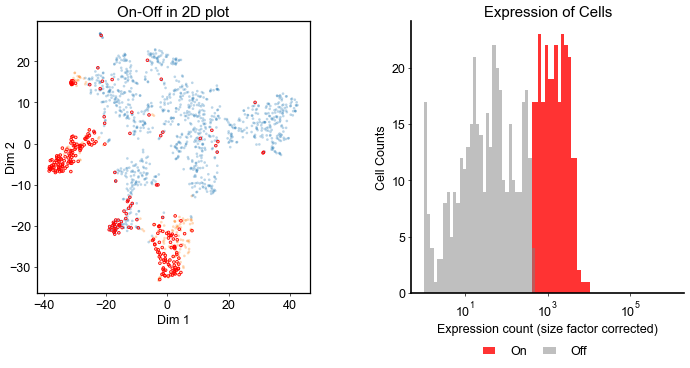 On-Off in 2D plot
Dim 2
20
10
0
−10
−20
−30
−40
−20
0
20
40
Dim 1
Expression of Cells
Cell Counts
20
15
10
5
0
10^1
10^3
10^5
Expression count (size factor corrected)
On
Off